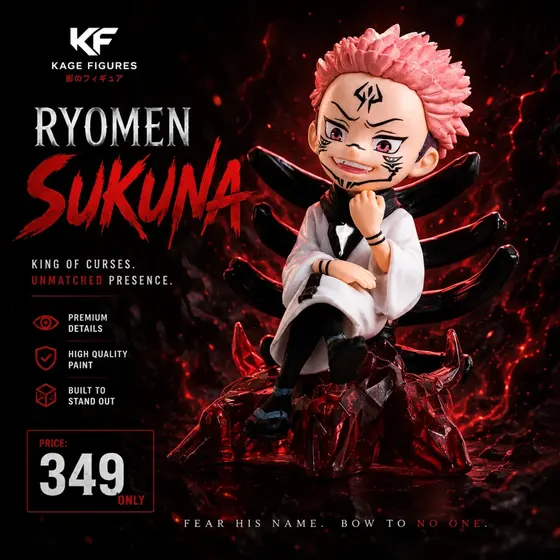 KF
KAGE FIGURES
影のフィギュア
RYOMEN
SUKUNA
KING OF CURSES.
UNMATCHED PRESENCE.
PREMIUM
DETAILS
HIGH QUALITY
PAINT
BUILT TO
STAND OUT
PRICE:
349
ONLY
FEAR HIS NAME. BOW TO NO ONE.